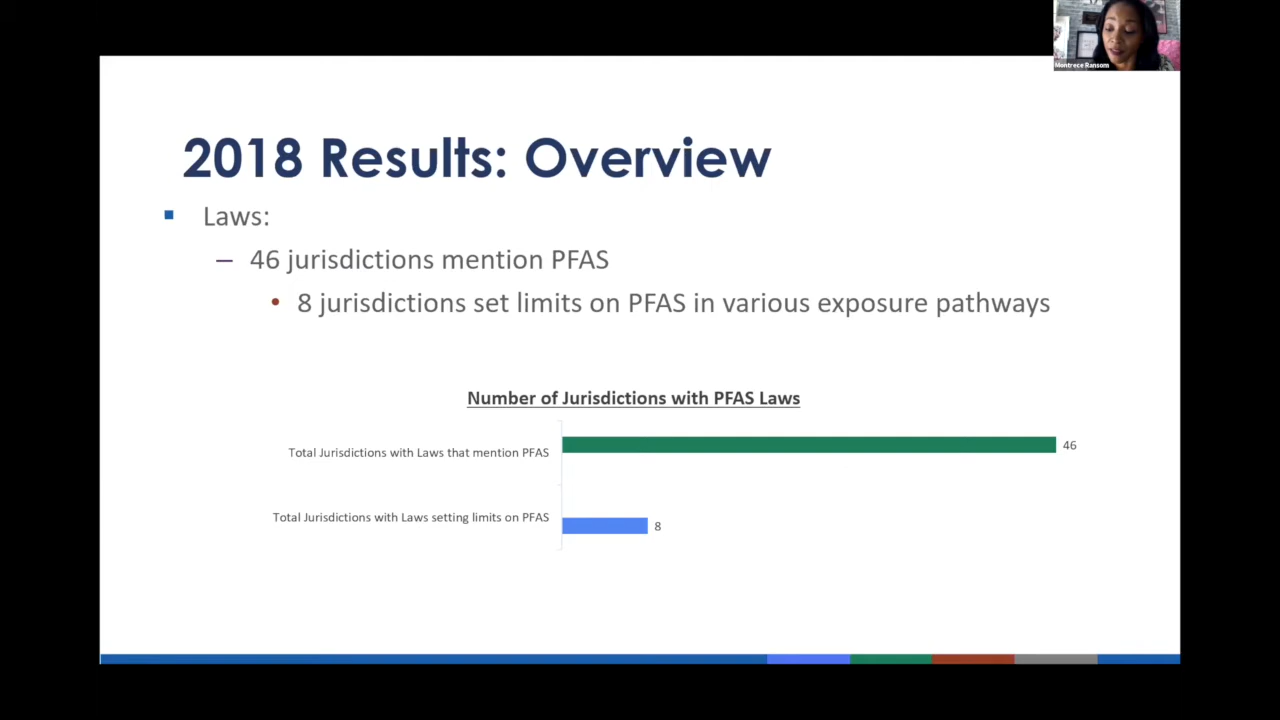 Montrece Ransom
2018 Results: Overview
Laws:
– 46 jurisdictions mention PFAS
• 8 jurisdictions set limits on PFAS in various exposure pathways
Number of Jurisdictions with PFAS Laws
Total Jurisdictions with Laws that mention PFAS 46
Total Jurisdictions with Laws setting limits on PFAS 8